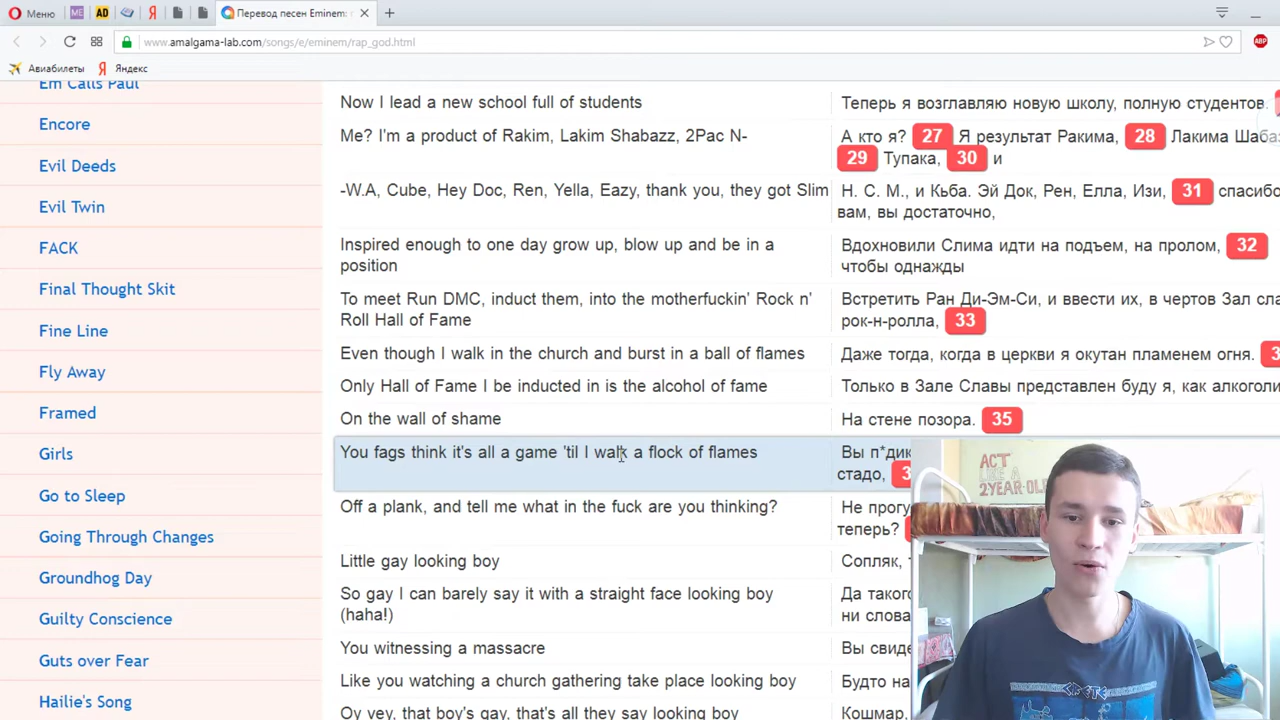 Меню
ME
AD
Я
Перевод песен Eminem:
+
www.amalgama-lab.com/songs/e/eminem/rap_god.html
ABP
Авиабилеты
Я Яндекс
Em Calls Paul
Encore
Evil Deeds
Evil Twin
FACK
Final Thought Skit
Fine Line
Fly Away
Framed
Girls
Go to Sleep
Going Through Changes
Groundhog Day
Guilty Conscience
Guts over Fear
Hailie's Song
Now I lead a new school full of students
Теперь я возглавляю новую школу, полную студентов.
Me? I'm a product of Rakim, Lakim Shabazz, 2Pac N-
А кто я? 27 Я результат Ракима, 28 Лакима
29 Тупака, 30 и
-W.A, Cube, Hey Doc, Ren, Yella, Eazy, thank you, they got Slim
Н. С. М., и Кьба. Эй Док, Рен, Елла, Изи, 31 спасибо
вам, вы достаточно,
Inspired enough to one day grow up, blow up and be in a
position
Вдохновили Слима идти на подъем, на пролом, 32
чтобы однажды
To meet Run DMC, induct them, into the motherfuckin' Rock n'
Roll Hall of Fame
Встретить Ран Ди-Эм-Си, и ввести их, в чертов Зал
рок-н-ролла, 33
Even though I walk in the church and burst in a ball of flames
Даже тогда, когда в церкви я окутан пламенем огня.
Only Hall of Fame I be inducted in is the alcohol of fame
Только в Зале Славы представлен буду я, как
On the wall of shame
На стене позора. 35
You fags think it's all a game 'til I walk a flock of flames
Вы п*дик
стадо,
Off a plank, and tell me what in the fuck are you thinking?
Не прогу
теперь?
Little gay looking boy
Сопляк,
So gay I can barely say it with a straight face looking boy
(haha!)
Да такого
ни слова
You witnessing a massacre
Вы свиде
Like you watching a church gathering take place looking boy
Будто на
Oy vey, that boy's gay, that's all they say looking boy
Кошмар,
ACT
LIKE A
2 YEAR-OLD